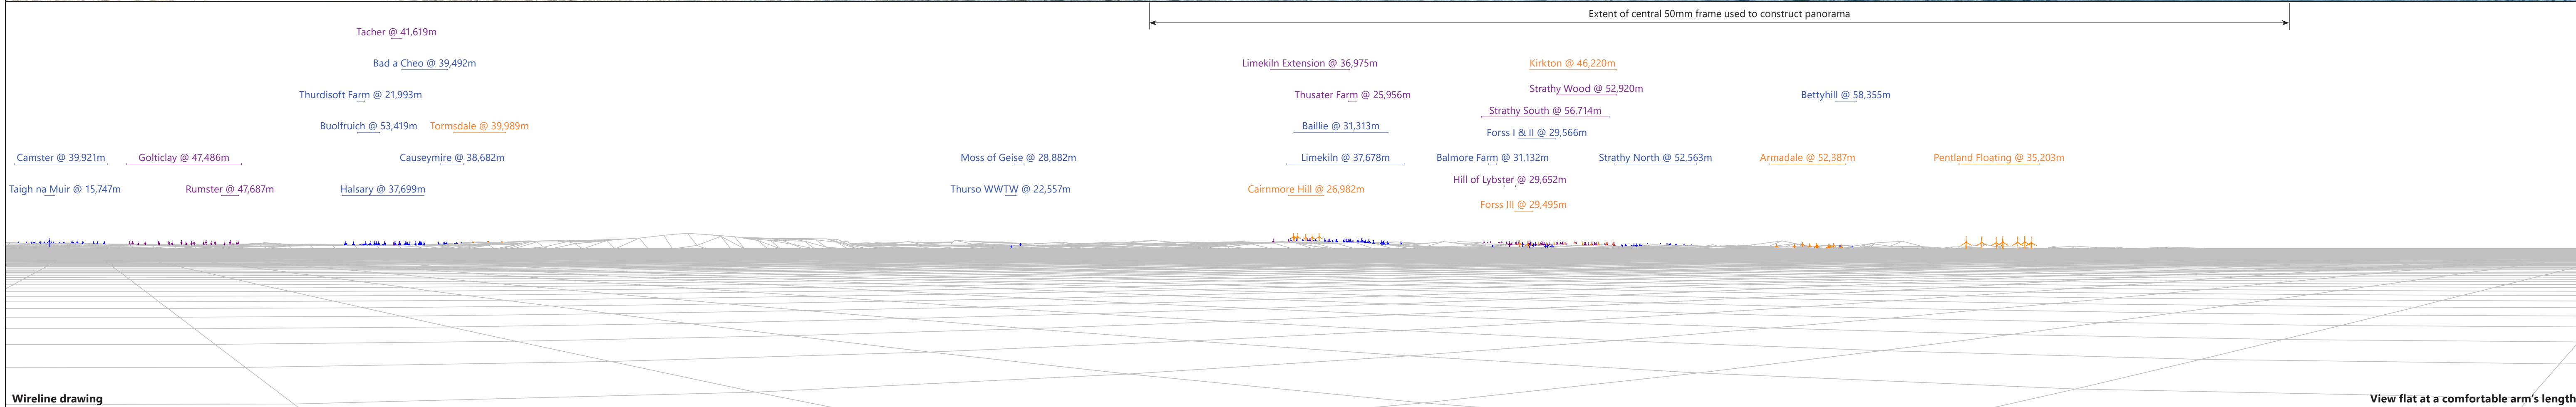 Extent of central 50mm frame used to construct panorama
Tacher @ 41,619m
Bad a Cheo @ 39,492m
Limekiln Extension @ 36,975m
Kirkton @ 46,220m
Thurdisoft Farm @ 21,993m
Thusater Farm @ 25,956m
Strathy Wood @ 52,920m
Bettyhill @ 58,355m
Strathy South @ 56,714m
Buolfruich @ 53,419m
Tormsdale @ 39,989m
Baillie @ 31,313m
Forss I & II @ 29,566m
Camster @ 39,921m
Golticlay @ 47,486m
Causeymire @ 38,682m
Moss of Geise @ 28,882m
Limekiln @ 37,678m
Balmore Farm @ 31,132m
Strathy North @ 52,563m
Armadale @ 52,387m
Pentland Floating @ 35,203m
Hill of Lybster @ 29,652m
Taigh na Muir @ 15,747m
Rumster @ 47,687m
Halsary @ 37,699m
Thurso WWTW @ 22,557m
Cairnmore Hill @ 26,982m
Forss III @ 29,495m
Wireline drawing
View flat at a comfortable arm's length